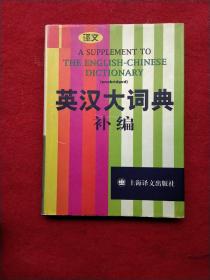 译文
A SUPPLEMENT TO
THE ENGLISH-CHINESE
DICTIONARY
(unabridged)
英汉大词典
补编
上海译文出版社